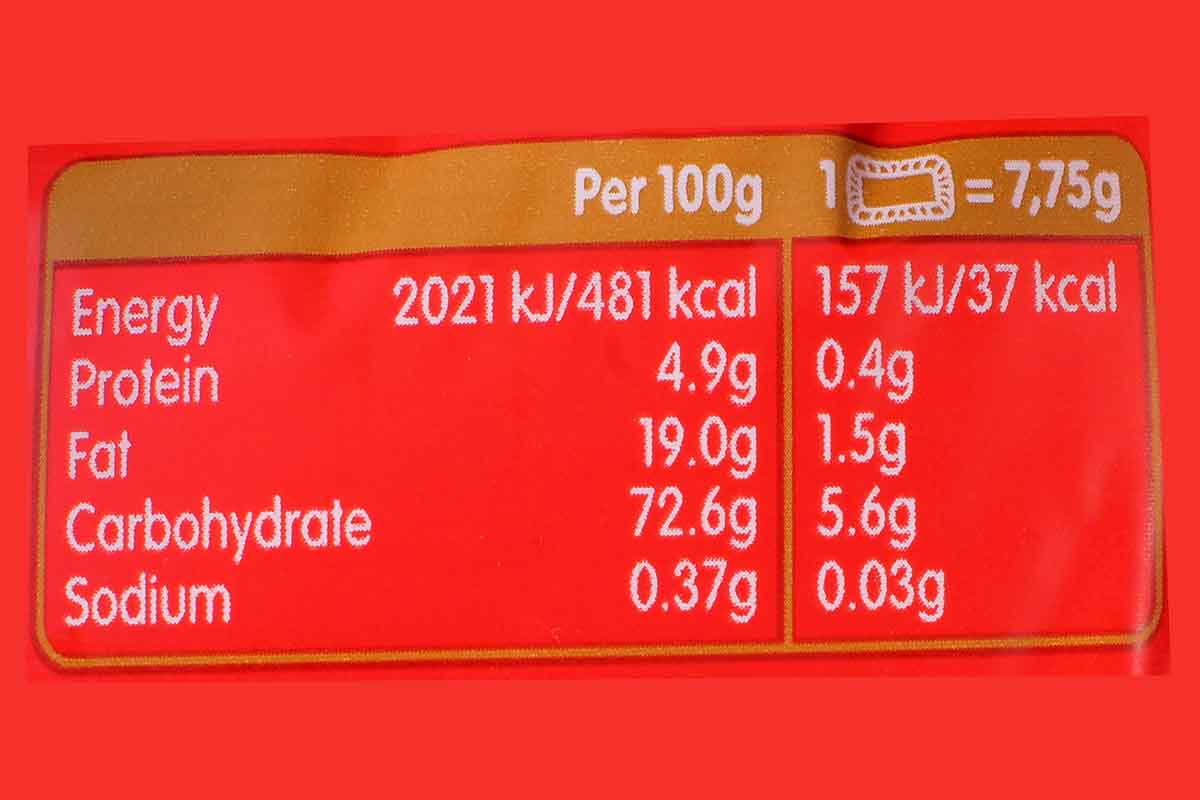 Per 100g 1 = 7,75g
Energy 2021 kJ/481 kcal 157 kJ/37 kcal
Protein 4.9g 0.4g
Fat 19.0g 1.5g
Carbohydrate 72.6g 5.6g
Sodium 0.37g 0.03g